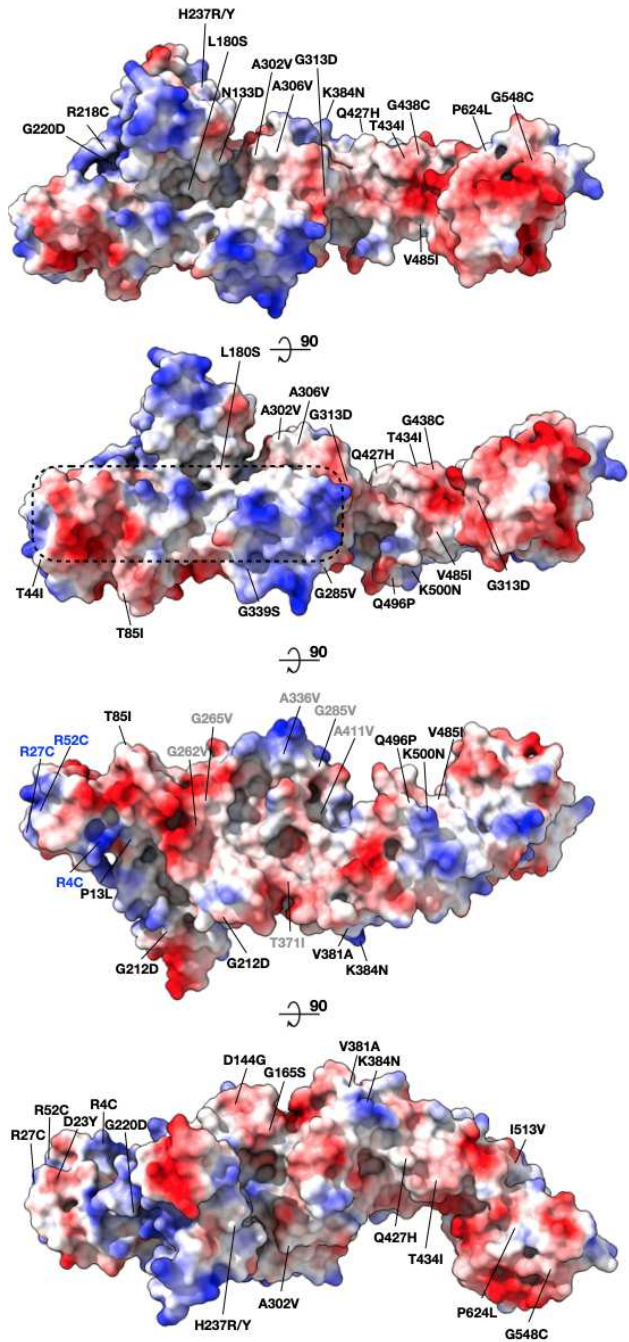 H237R/Y
L180S
A302V
G313D
R218C
N133D
A306V
K384N
G220D
Q427H
G438C
T434I
P624L
G548C
V485I
90
L180S
A306V
A302V
G313D
Q427H
G438C
T434I
T44I
T85I
G339S
G285V
Q496P
K500N
V485I
G313D
90
R27C
R52C
T85I
G265V
G262V
A336V
G285V
A411V
Q496P
K500N
V485I
R4C
P13L
G212D
G212D
T371I
V381A
K384N
90
D144G
G165S
V381A
K384N
R52C
R4C
D23Y
G220D
R27C
I513V
Q427H
T434I
H237R/Y
A302V
P624L
G548C